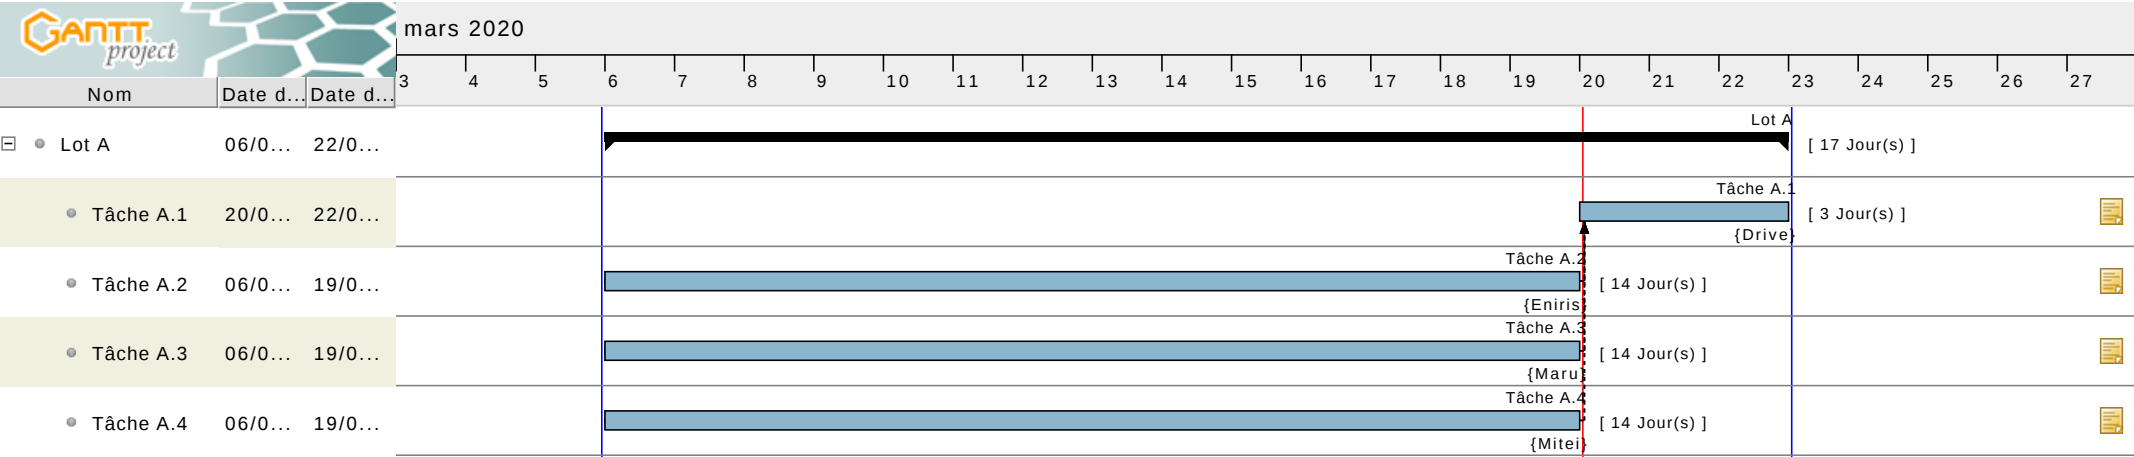 GANTT
project
mars 2020
3 4 5 6 7 8 9 10 11 12 13 14 15 16 17 18 19 20 21 22 23 24 25 26 27
Nom Date d... Date d...
Lot A
Lot A 06/0... 22/0... [ 17 Jour(s) ]
Tâche A.1
Tâche A.1 20/0... 22/0... [ 3 Jour(s) ]
{Drive}
Tâche A.2
Tâche A.2 06/0... 19/0... [ 14 Jour(s) ]
{Eniris}
Tâche A.3
Tâche A.3 06/0... 19/0... [ 14 Jour(s) ]
{Maru}
Tâche A.4
Tâche A.4 06/0... 19/0... [ 14 Jour(s) ]
{Mitei}